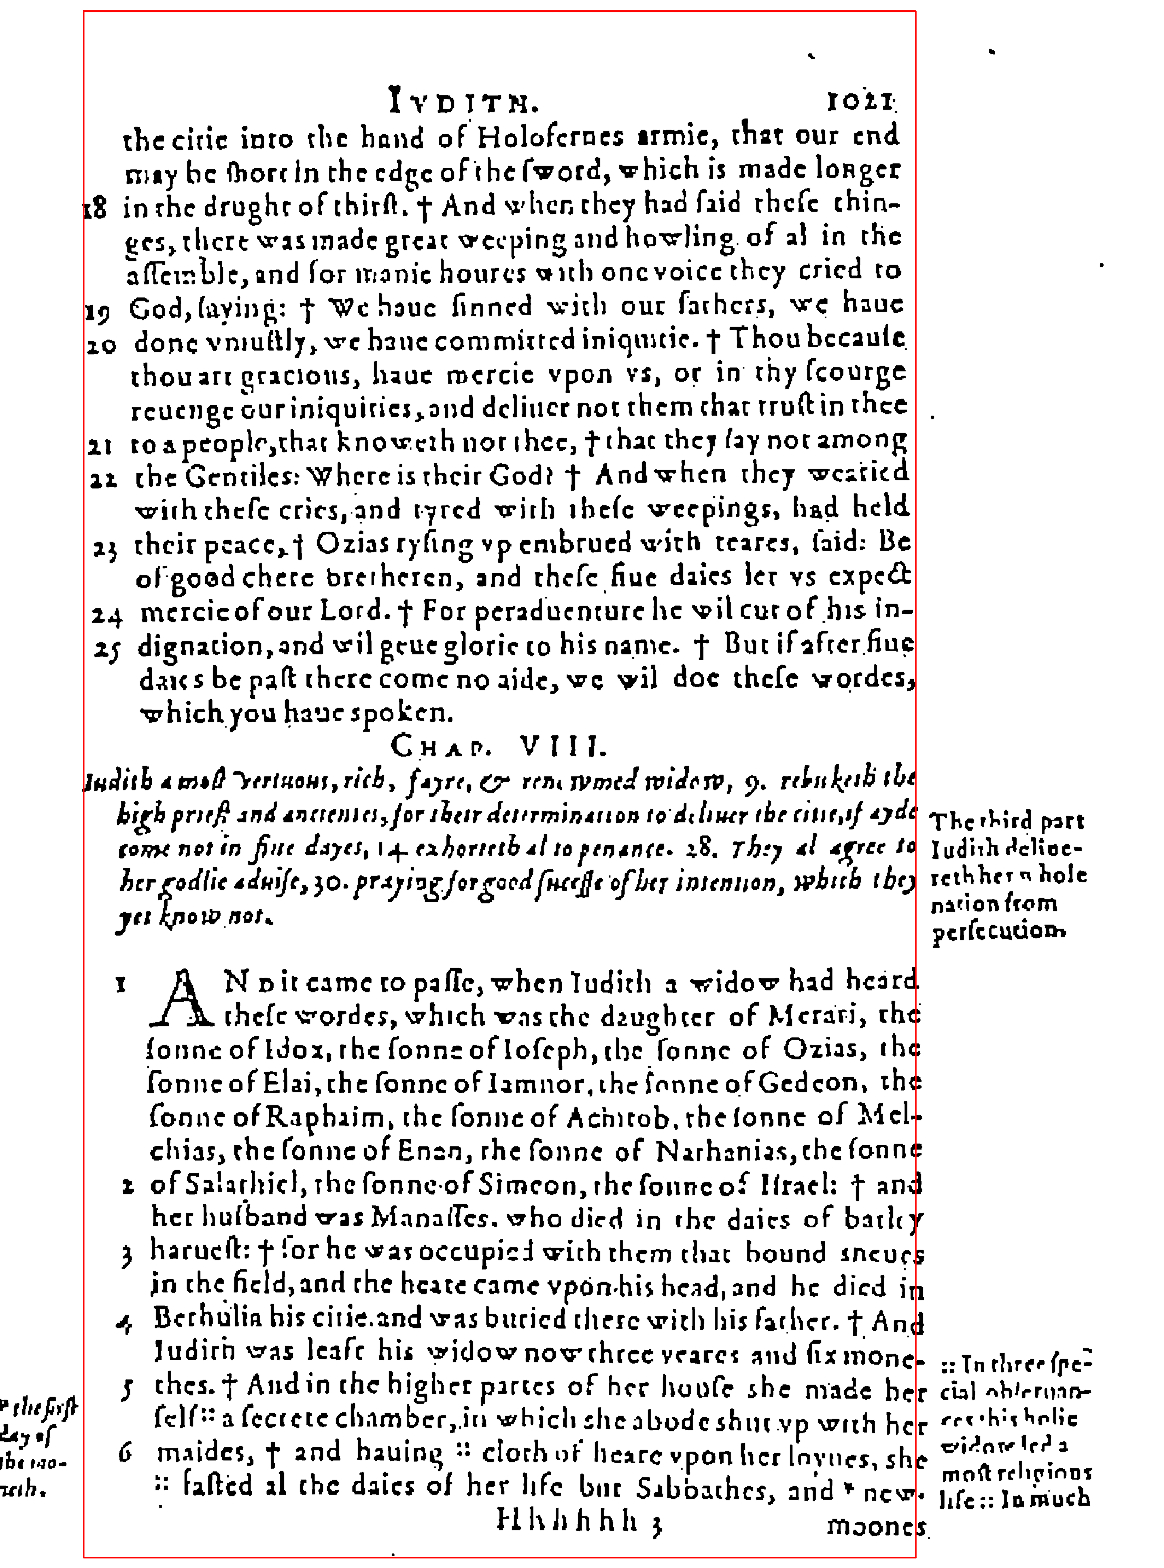 IVDITH. 1021
the citie into the hand of Holofernes armie, that our end
may be ſhort in the edge of the ſword, which is made longer
18 in the drught of thirſt. † And when they had ſaid theſe thin-
ges, there was made great weeping and howling of al in the
aſſemble, and for manie houres with one voice they cried to
19 God, ſaying: † We haue ſinned with our fathers, we haue
20 done vniuſtly, we haue committed iniquitie. † Thou becauſe
thou art gracious, haue mercie vpon vs, or in thy ſcourge
reuenge our iniquities, and deliuer not them that truſt in thee
21 to a people, that knoweth not thee, † that they ſay not among
22 the Gentiles: Where is their God? † And when they wearied
with theſe cries, and tyred with theſe weepings, had held
23 their peace, † Ozias ryſing vp embrued with teares, ſaid: Be
of good chere bretheren, and theſe fiue daies let vs expect
24 mercie of our Lord. † For peraduenture he wil cut of his in-
25 dignation, and wil geue glorie to his name. † But if after fiue
daies be paſt there come no aide, we wil doe theſe wordes,
which you haue spoken.
CHAP. VIII.
Iudith a moſt vertuous, rich, fayre, & renowmed widow, 9. rebuketh the
high prieſt and ancientes, for their determination to deliuer the citie, if ayde
come not in fiue dayes, 14 exhorteth al to penance. 28. They al agree to
her godlie aduiſe, 30. praying for good ſucceſſe of her intention, which they
yet know not.
The third part
Iudith deliue-
reth her whole
nation from
perſecution.
1 AND it came to paſſe, when Iudith a widow had heard
theſe wordes, which was the daughter of Merari, the
ſonne of Idox, the ſonne of Ioſeph, the ſonne of Ozias, the
ſonne of Elai, the ſonne of Iamnor, the ſonne of Gedeon, the
ſonne of Raphaim, the ſonne of Achitob, the ſonne of Mel-
chias, the ſonne of Enan, the ſonne of Nathanias, the ſonne
2 of Salathiel, the ſonne of Simeon, the ſonne of Iſrael: † and
her huſband was Manaſſes, who died in the daies of barley
3 harueſt: † for he was occupied with them that bound sheues
in the field, and the heate came vpon his head, and he died in
4 Bethulia his citie. and was buried there with his father. † And
Iudith was leaft his widow now three yeares and ſix mone-
5 thes. † And in the higher partes of her houſe she made her
ſelf :: a ſecrete chamber, in which she abode shut vp with her
6 maides, † and hauing :: cloth of heare vpon her loynes, she
:: faſted al the daies of her life but Sabbathes, and * new-
:: In three ſpe-
cial obſeruan-
ces this holie
widow led a
moſt religious
life :: In much
* the firſt
day of
the mo-
neth.
Hhhhhh 3 moones